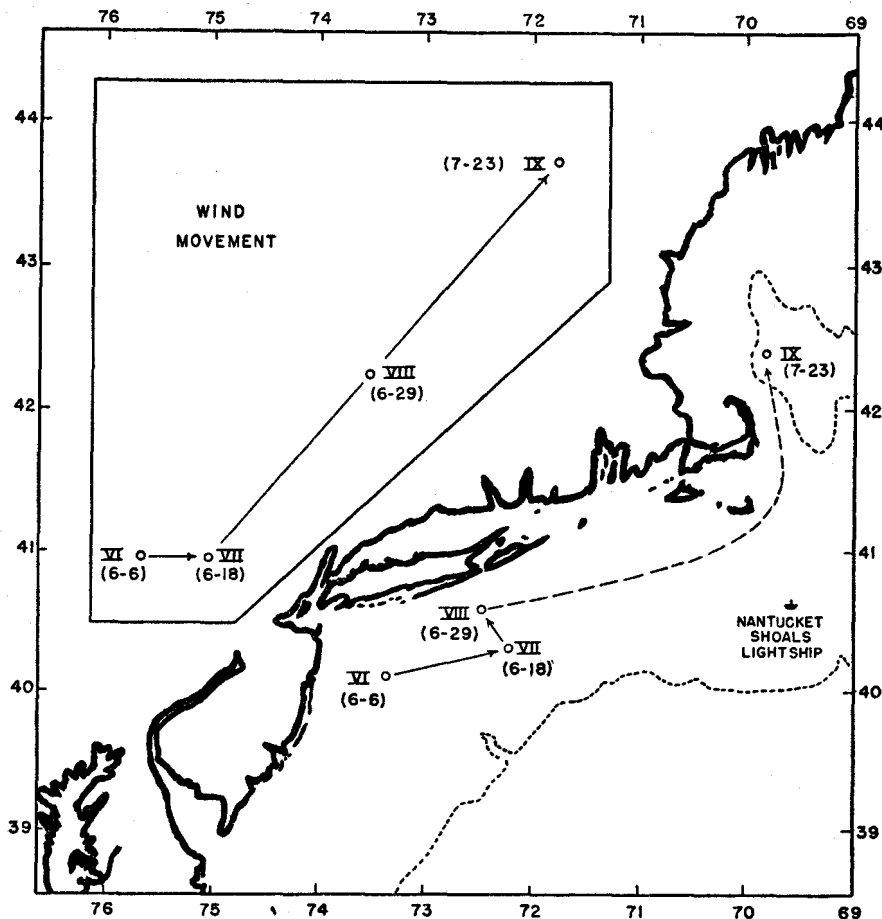 76 75 74 73 72 71 70 69
44 44
(7-23) IX
WIND
MOVEMENT
43 43
IX
(7-23)
VIII
(6-29)
42 42
41 41
VI VII
(6-6) (6-18)
VIII
(6-29)
NANTUCKET
SHOALS
LIGHTSHIP
VII
(6-18)
VI
(6-6)
40 40
39 39
76 75 74 73 72 71 70 69